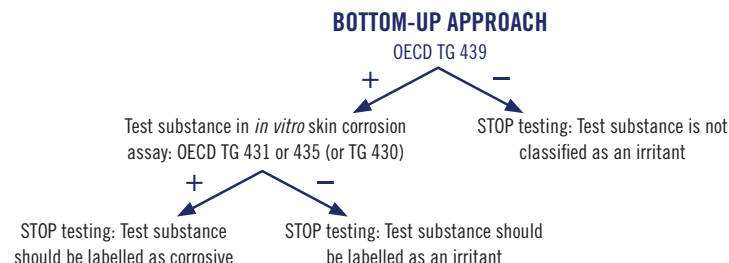 BOTTOM-UP APPROACH
OECD TG 439
+
–
Test substance in in vitro skin corrosion
assay: OECD TG 431 or 435 (or TG 430)
STOP testing: Test substance is not
classified as an irritant
+
–
STOP testing: Test substance
should be labelled as corrosive
STOP testing: Test substance should
be labelled as an irritant